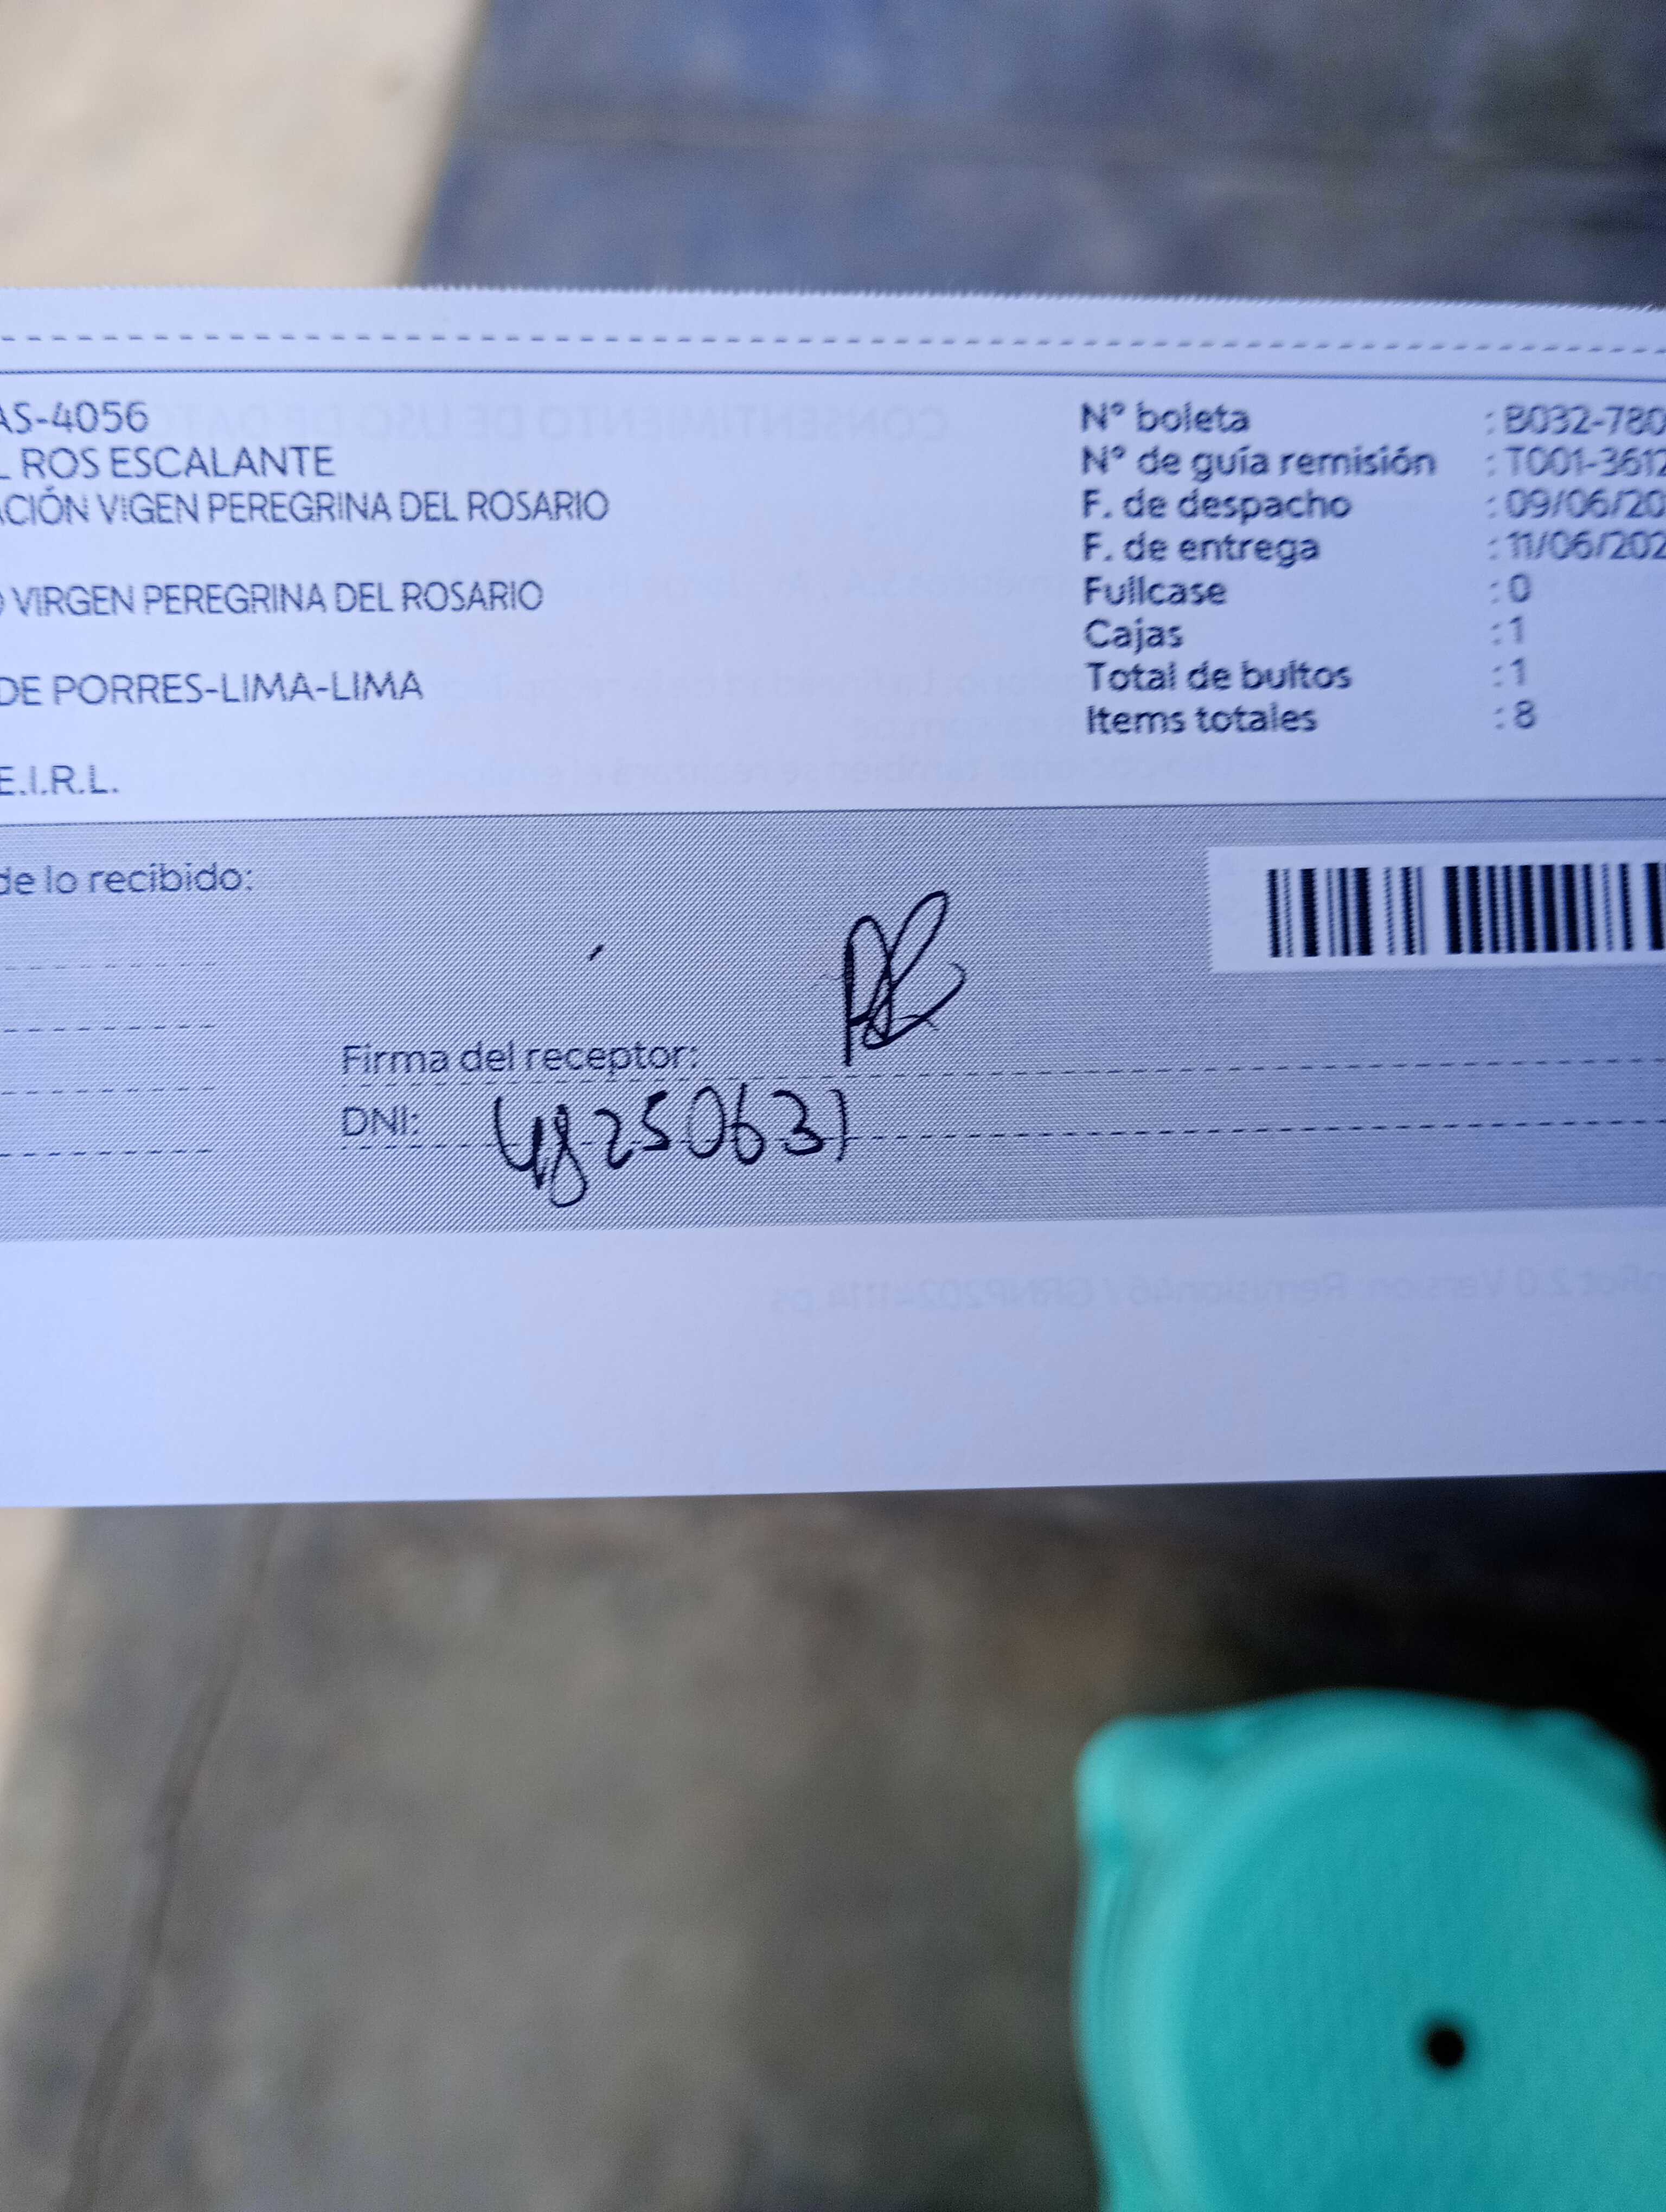 AS-4056
L ROS ESCALANTE
ACIÓN VIGEN PEREGRINA DEL ROSARIO
O VIRGEN PEREGRINA DEL ROSARIO
DE PORRES-LIMA-LIMA
E.I.R.L.
N° boleta : B032-780
N° de guía remisión : T001-3612
F. de despacho : 09/06/20
F. de entrega : 11/06/202
Fullcase : 0
Cajas : 1
Total de bultos : 1
Items totales : 8
de lo recibido:
Firma del receptor:
DNI: 48250631